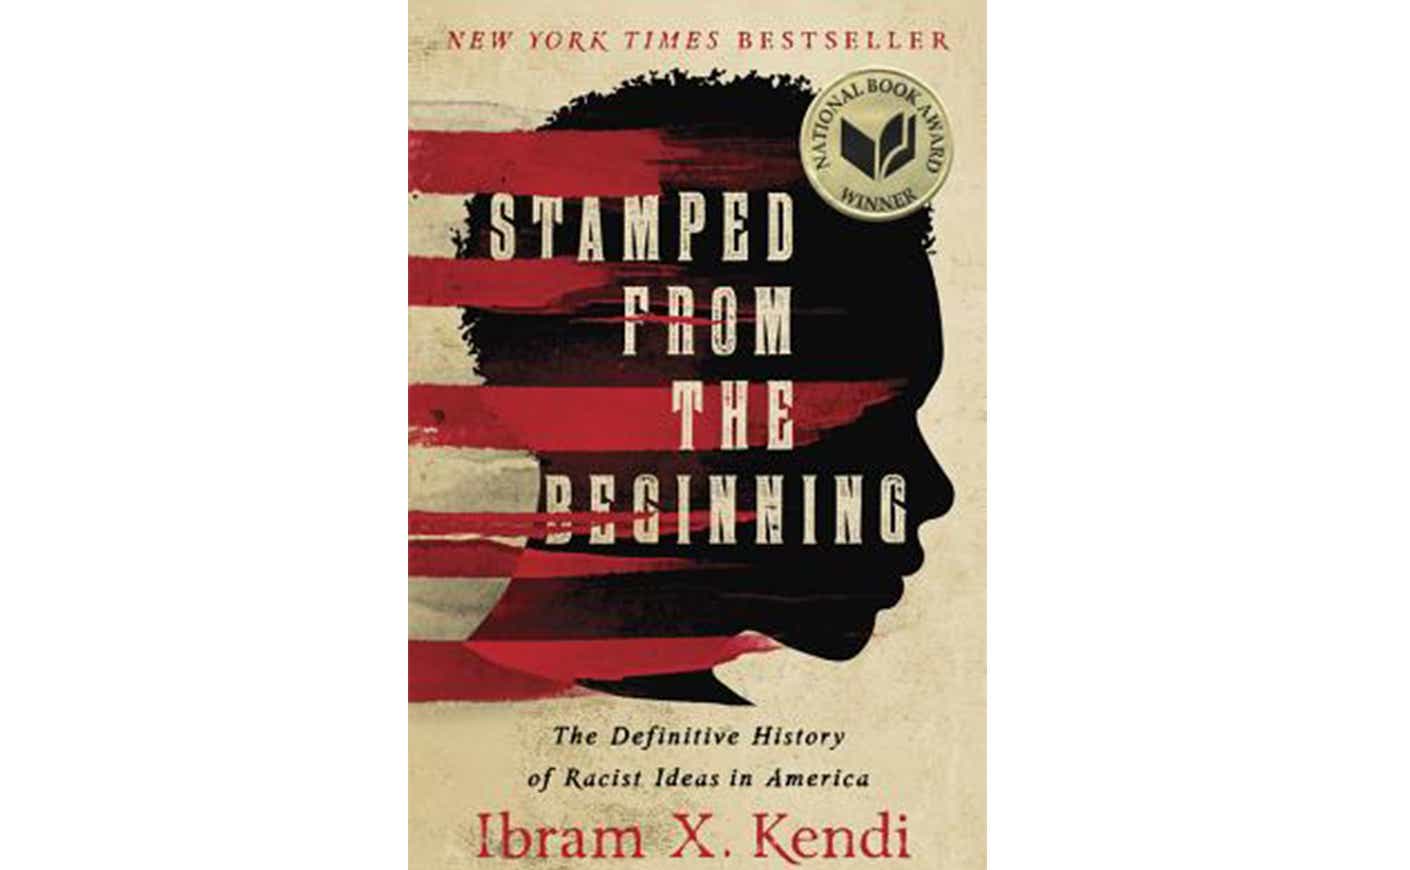 NEW YORK TIMES BESTSELLER
NATIONAL BOOK AWARD
WINNER
STAMPED
FROM
THE
BEGINNING
The Definitive History
of Racist Ideas in America
Ibram X. Kendi